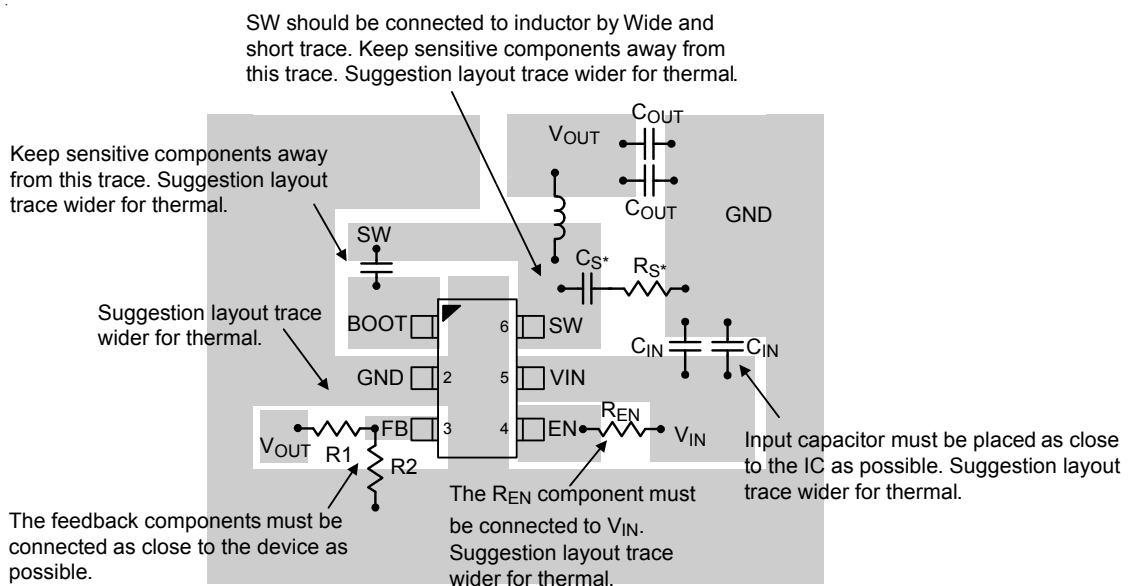 SW should be connected to inductor by Wide and
short trace. Keep sensitive components away from
this trace. Suggestion layout trace wider for thermal.
Keep sensitive components away
from this trace. Suggestion layout
trace wider for thermal.
VOUT
COUT
COUT
GND
SW
CS*
RS*
Suggestion layout trace
wider for thermal.
BOOT
6
SW
CIN
CIN
GND
2
5
VIN
VOUT
R1
FB
3
4
EN
REN
VIN
R2
Input capacitor must be placed as close
to the IC as possible. Suggestion layout
trace wider for thermal.
The feedback components must be
connected as close to the device as
possible.
The REN component must
be connected to VIN.
Suggestion layout trace
wider for thermal.